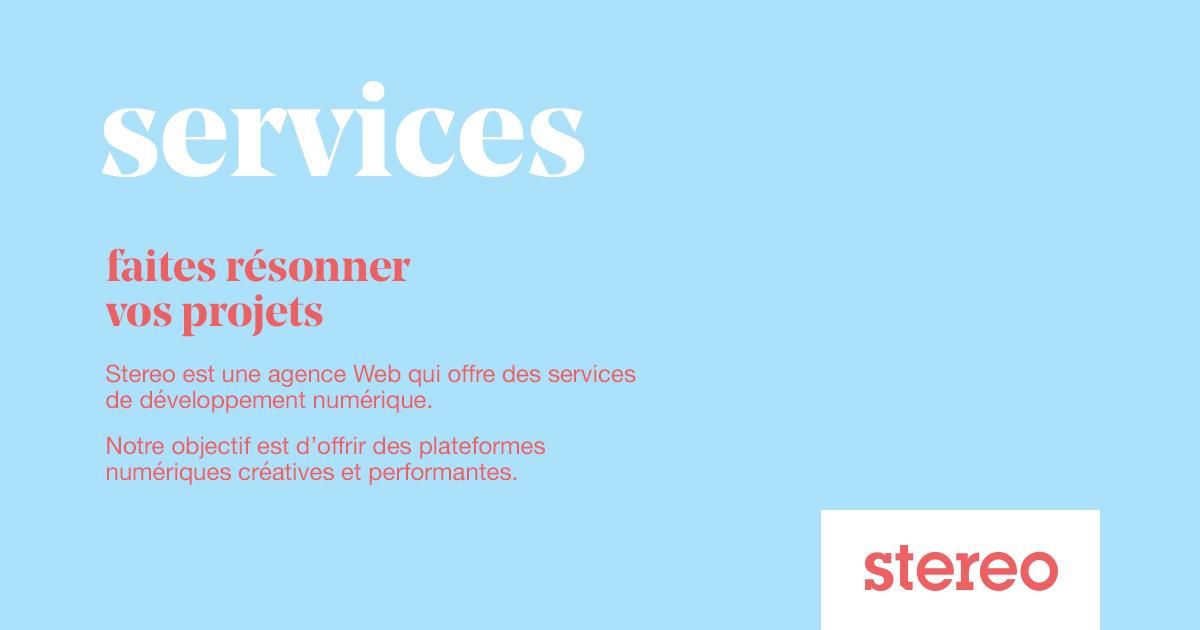 services
faites résonner
vos projets
Stereo est une agence Web qui offre des services
de développement numérique.
Notre objectif est d’offrir des plateformes
numériques créatives et performantes.
stereo